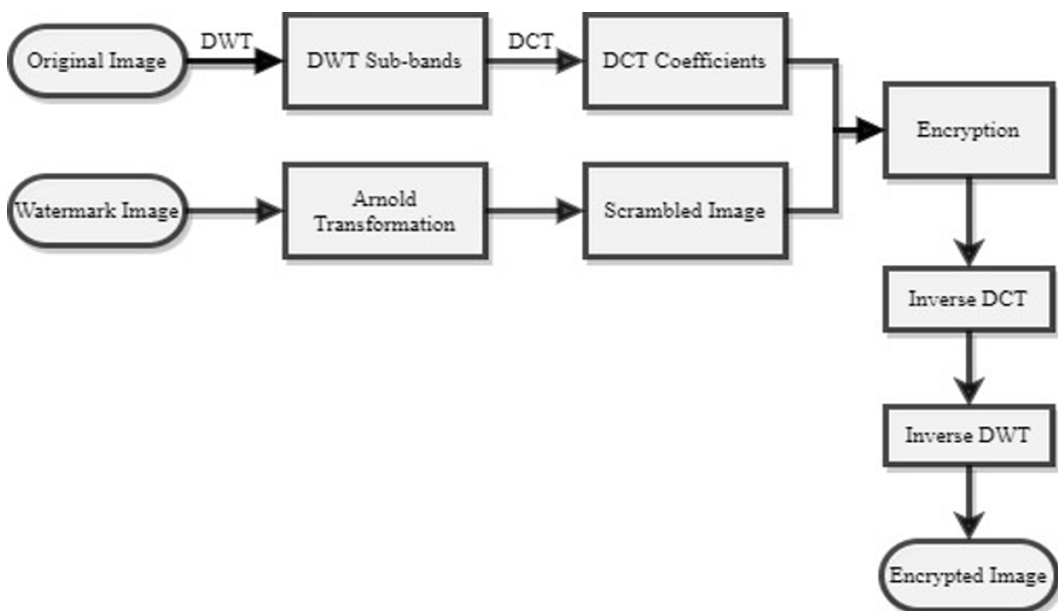 Original Image
DWT
DWT Sub-bands
DCT
DCT Coefficients
Encryption
Watermark Image
Arnold
Transformation
Scrambled Image
Inverse DCT
Inverse DWT
Encrypted Image